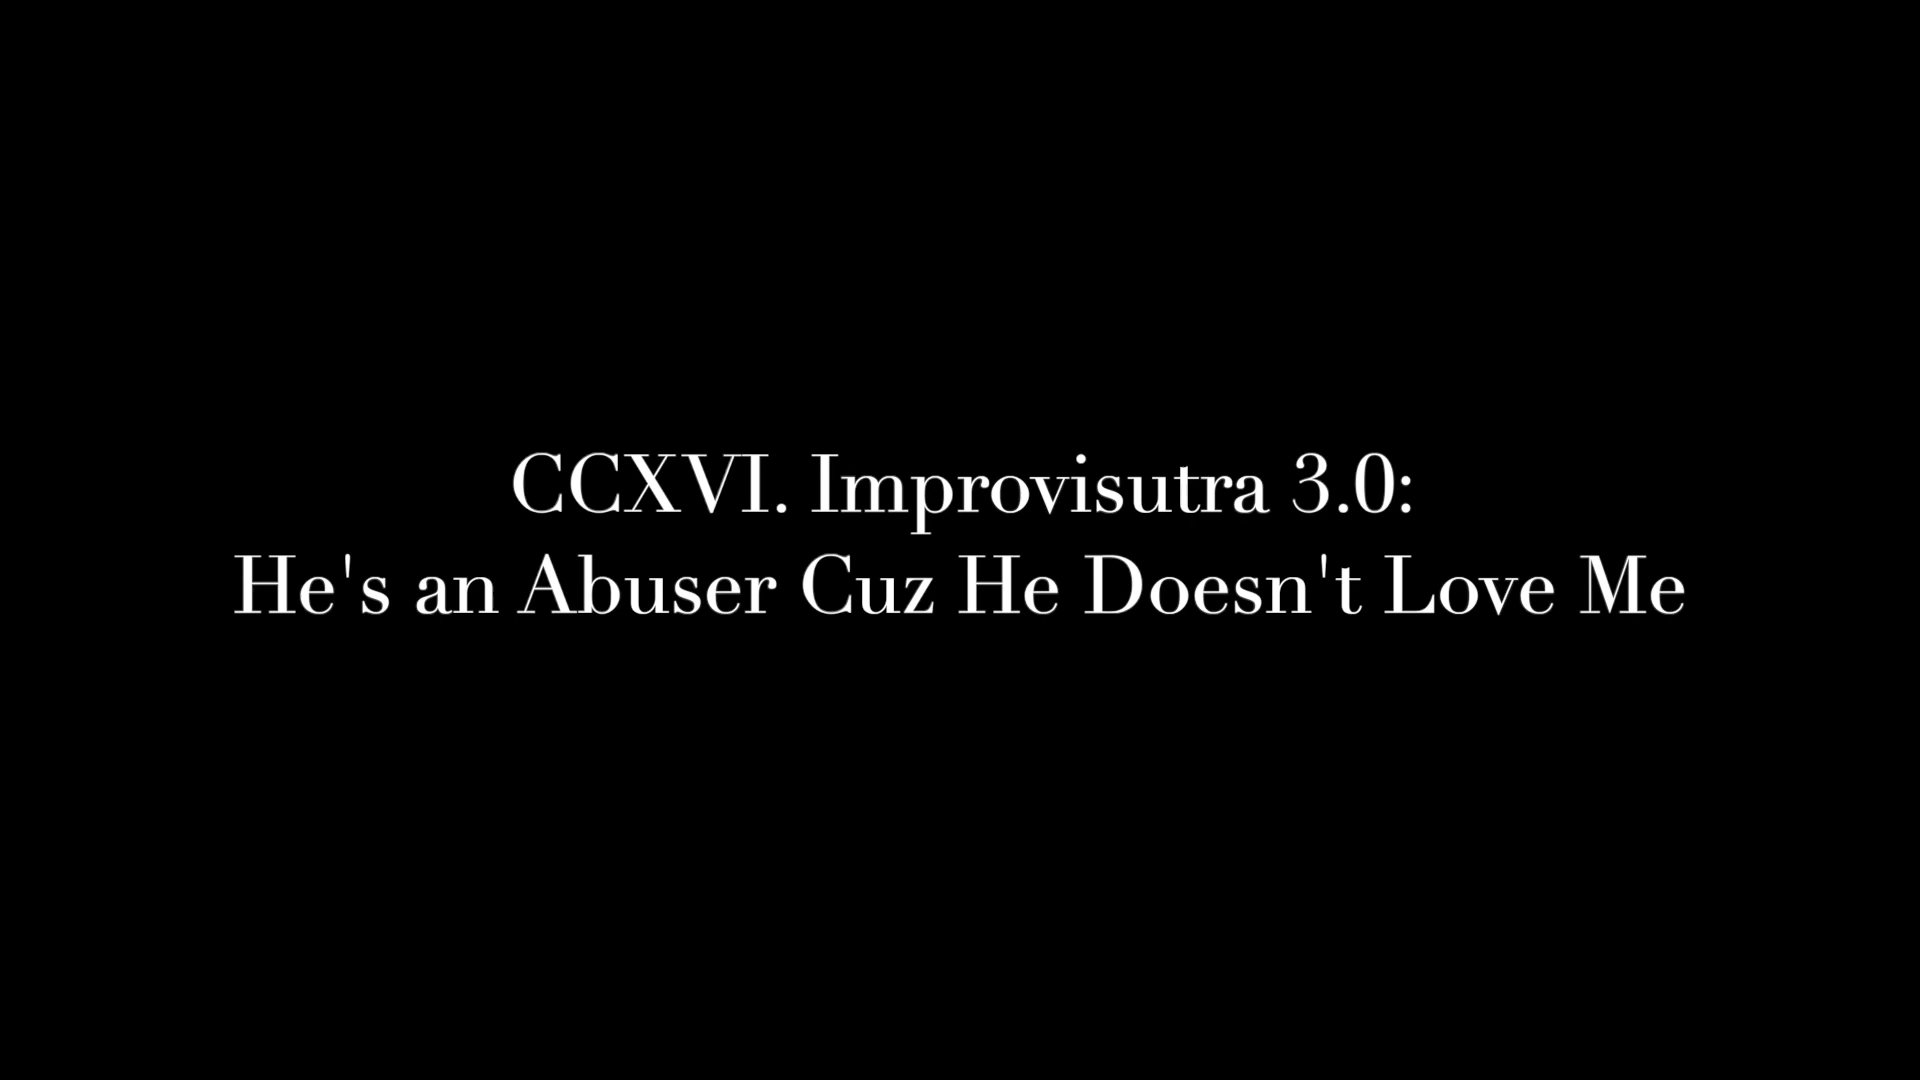 CCXVI. Improvisutra 3.0:
He's an Abuser Cuz He Doesn't Love Me